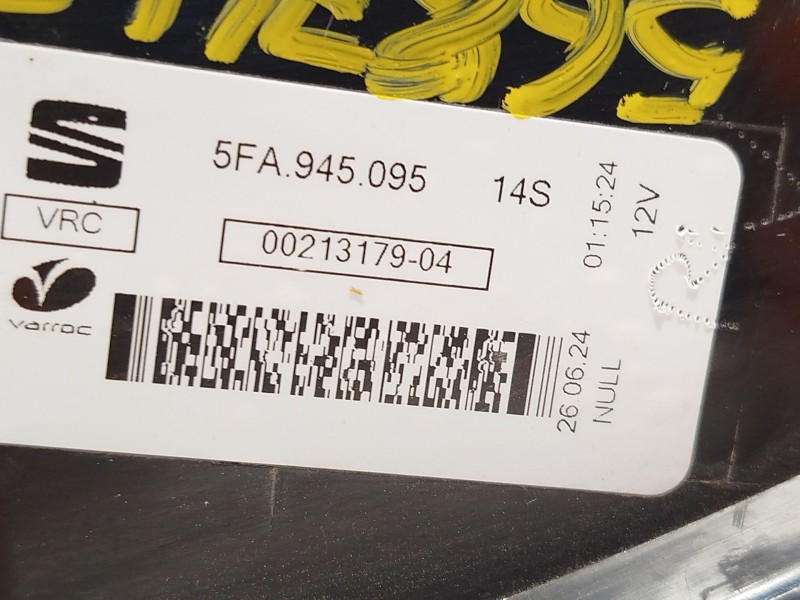 5FA.945.095 14S
VRC
00213179-04
varroc
01:15:24
12V
26.06.24
NULL